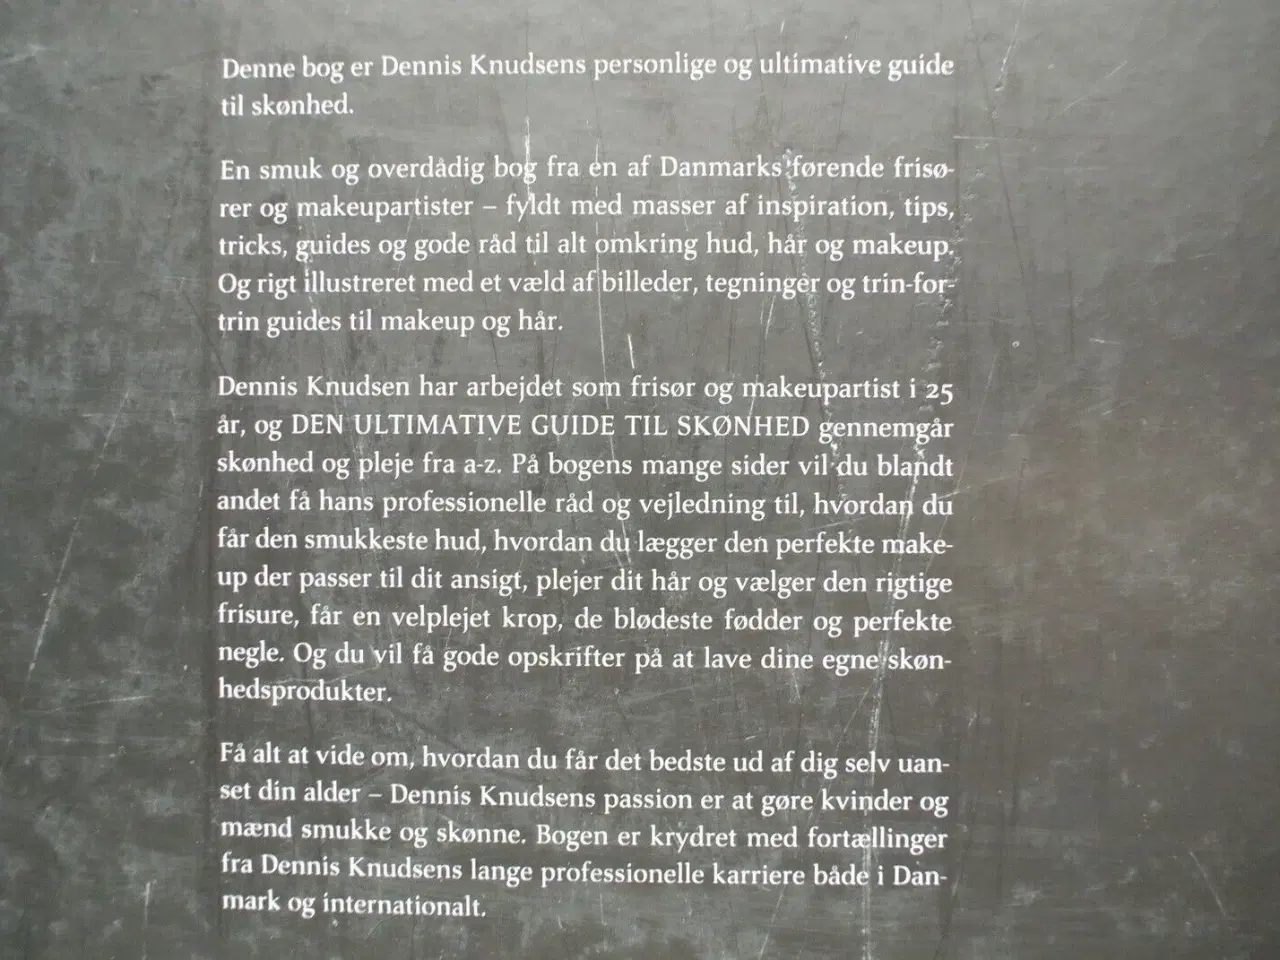 Denne bog er Dennis Knudsens personlige og ultimative guide
til skønhed.
En smuk og overdådig bog fra en af Danmarks førende frisø-
rer og makeupartister – fyldt med masser af inspiration, tips,
tricks, guides og gode råd til alt omkring hud, hår og makeup.
Og rigt illustreret med et væld af billeder, tegninger og trin-for-
trin guides til makeup og hår.
Dennis Knudsen har arbejdet som frisør og makeupartist i 25
år, og DEN ULTIMATIVE GUIDE TIL SKØNHED gennemgår
skønhed og pleje fra a-z. På bogens mange sider vil du blandt
andet få hans professionelle råd og vejledning til, hvordan du
får den smukkeste hud, hvordan du lægger den perfekte make-
up der passer til dit ansigt, plejer dit hår og vælger den rigtige
frisure, får en velplejet krop, de blødeste fødder og perfekte
negle. Og du vil få gode opskrifter på at lave dine egne skøn-
hedsprodukter.
Få alt at vide om, hvordan du får det bedste ud af dig selv uan-
set din alder – Dennis Knudsens passion er at gøre kvinder og
mænd smukke og skønne. Bogen er krydret med fortællinger
fra Dennis Knudsens lange professionelle karriere både i Dan-
mark og internationalt.